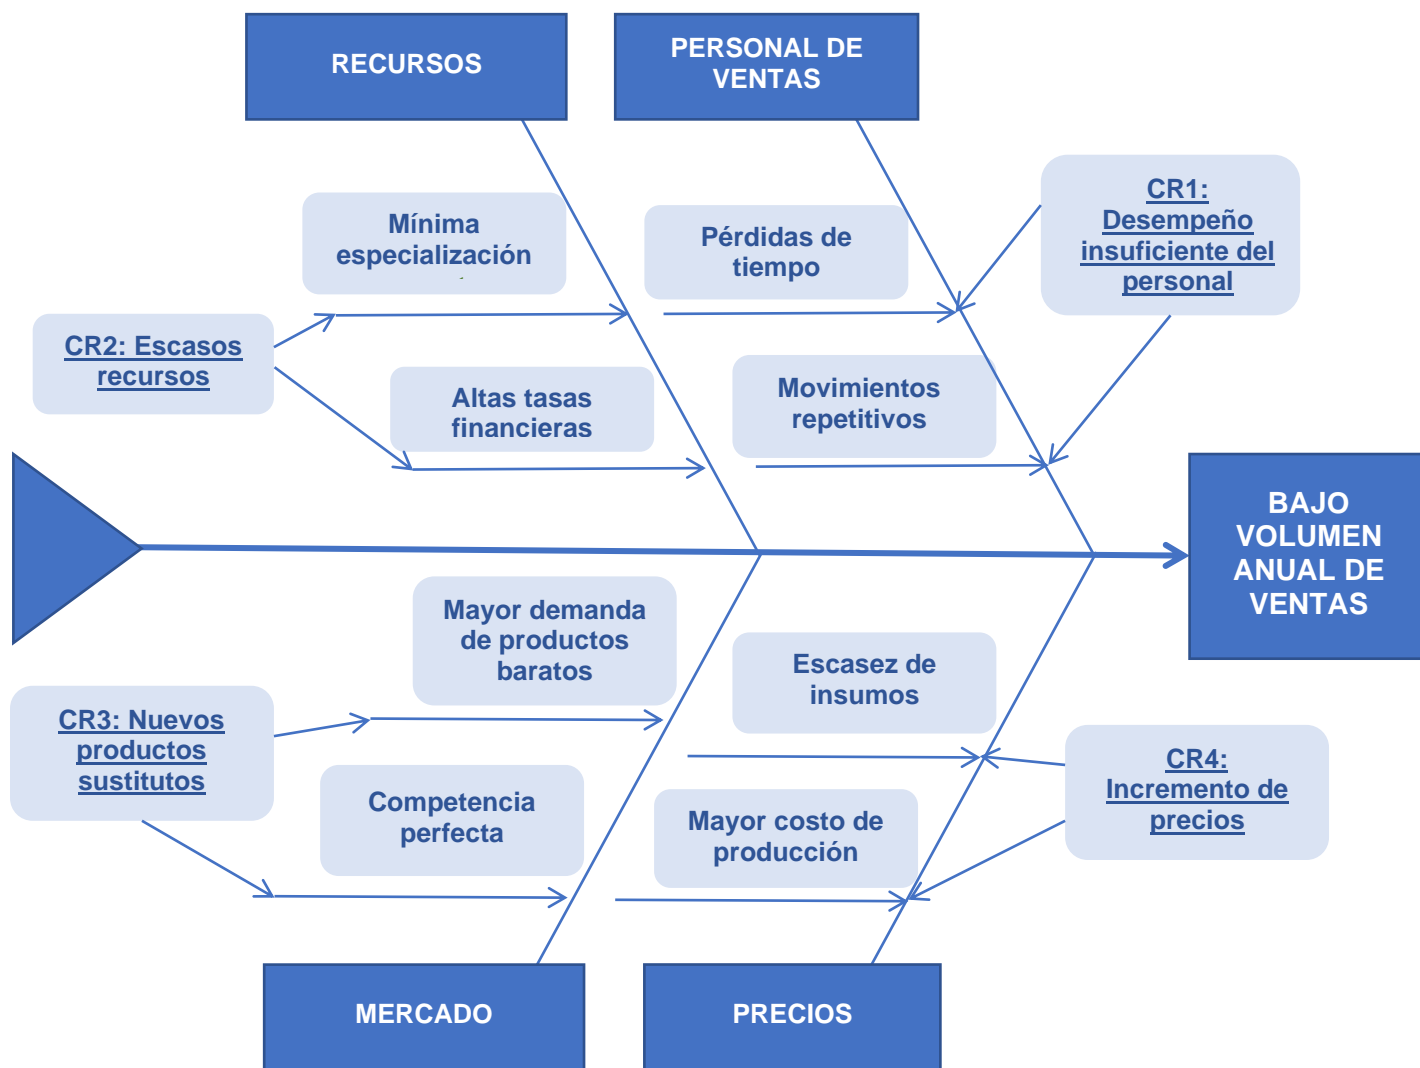 RECURSOS
PERSONAL DE
VENTAS
Mínima
especialización
Pérdidas de
tiempo
CR1:
Desempeño
insuficiente del
personal
CR2: Escasos
recursos
Altas tasas
financieras
Movimientos
repetitivos
BAJO
VOLUMEN
ANUAL DE
VENTAS
Mayor demanda
de productos
baratos
Escasez de
insumos
CR3: Nuevos
productos
sustitutos
CR4:
Incremento de
precios
Competencia
perfecta
Mayor costo de
producción
MERCADO
PRECIOS